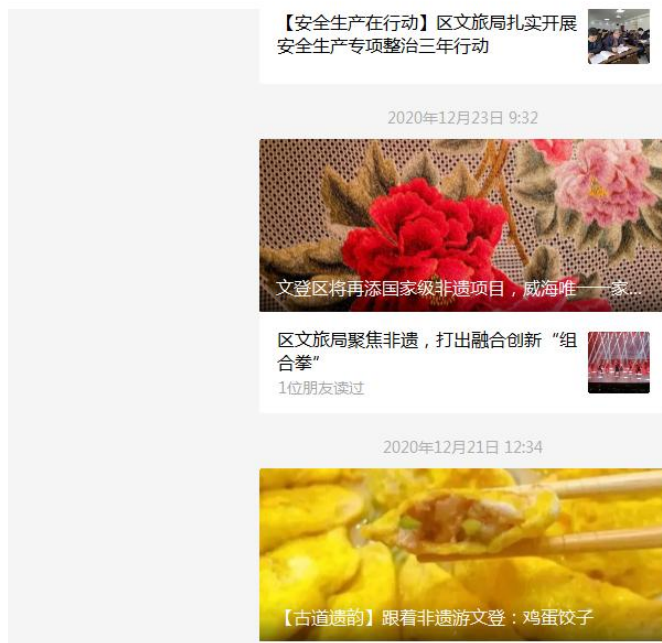 【安全生产在行动】区文旅局扎实开展
安全生产专项整治三年行动
2020年12月23日 9:32
文登区将再添国家级非遗项目，威海唯一一家...
区文旅局聚焦非遗，打出融合创新“组
合拳”
1位朋友读过
2020年12月21日 12:34
【古道遗韵】跟着非遗游文登：鸡蛋饺子